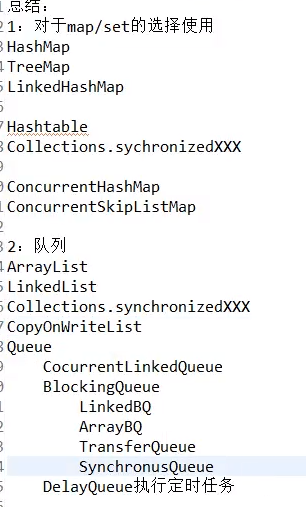 总结:
1: 对于map/set的选择使用
HashMap
TreeMap
LinkedHashMap
Hashtable
Collections.sychronizedXXX
ConcurrentHashMap
ConcurrentSkipListMap
2: 队列
ArrayList
LinkedList
Collections.synchronizedXXX
CopyOnWriteList
Queue
CocurrentLinkedQueue
BlockingQueue
LinkedBQ
ArrayBQ
TransferQueue
SynchronusQueue
DelayQueue执行定时任务